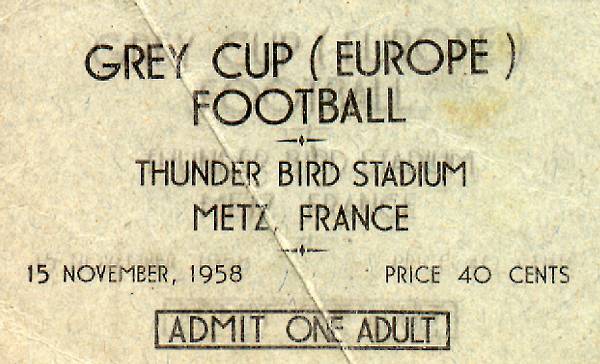 GREY CUP ( EUROPE )
FOOTBALL
THUNDER BIRD STADIUM
METZ, FRANCE
15 NOVEMBER, 1958 PRICE 40 CENTS
ADMIT ONE ADULT